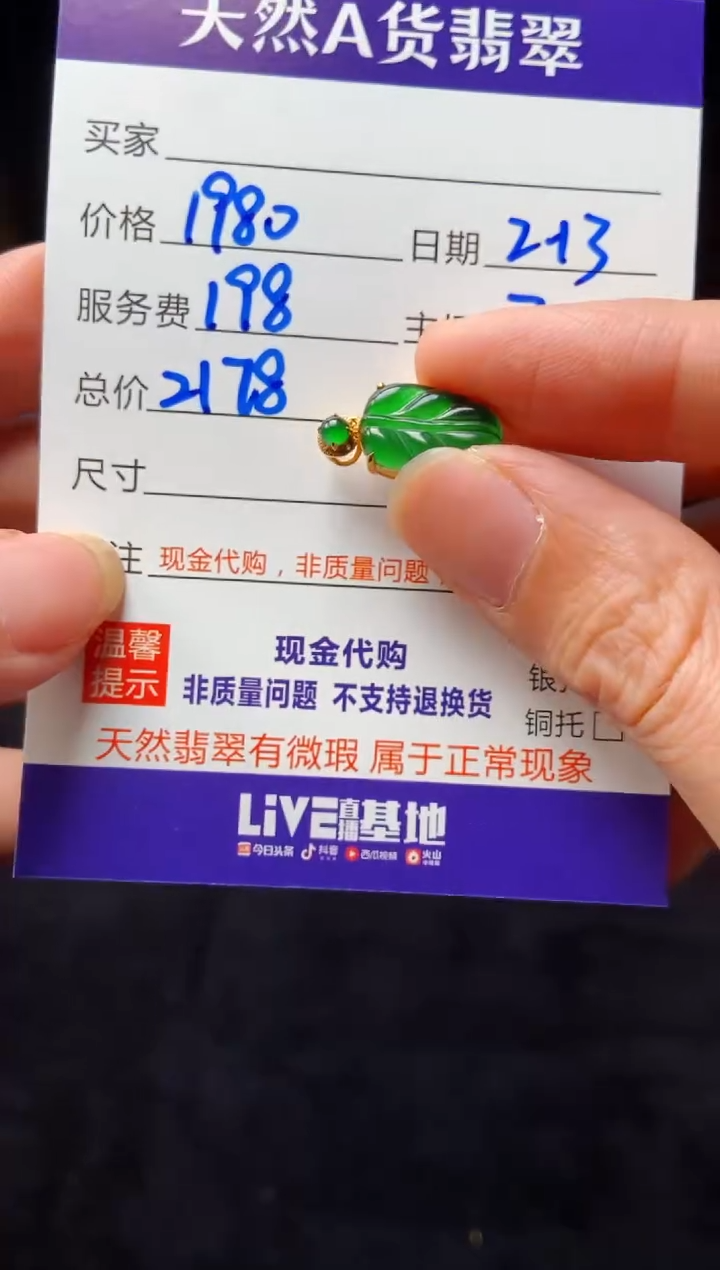 天然A货翡翠
买家
价格 1980 日期 2-13
服务费 198 主
总价 2178
尺寸
注 现金代购，非质量问题
温馨提示
现金代购
非质量问题 不支持退换货
银
铜托
天然翡翠有微瑕 属于正常现象
LiVE直播基地
今日头条 抖音 西瓜视频 火山